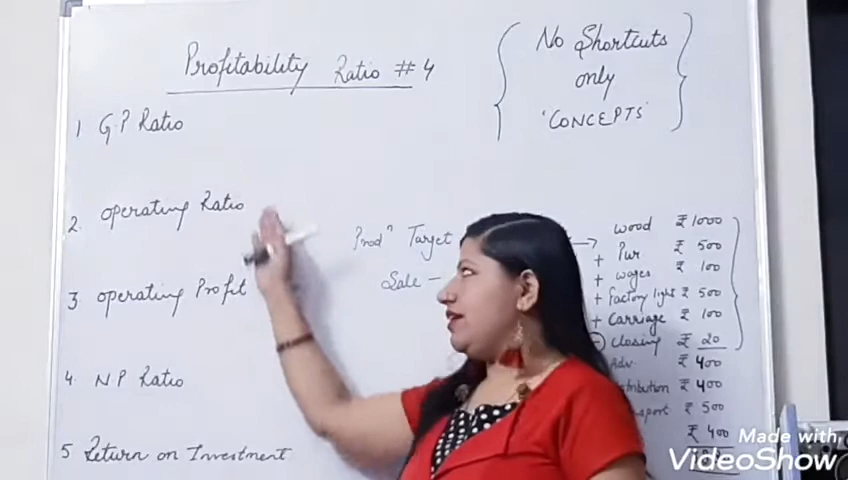 Profitability Ratio #4
No Shortcuts
only
'CONCEPTS'
1 G.P Ratio
2. Operating Ratio
3. Operating Profit
4. N P Ratio
5 Return on Investment
Prodⁿ Target
Sale –
→ wood ₹ 1000
+ Pur ₹ 500
+ wages ₹ 100
+ Factory light ₹ 500
+ Carriage ₹ 100
(-) closing ₹ 20
Adv. ₹ 400
₹ 400
₹ 500
₹ 400
Made with
VideoShow